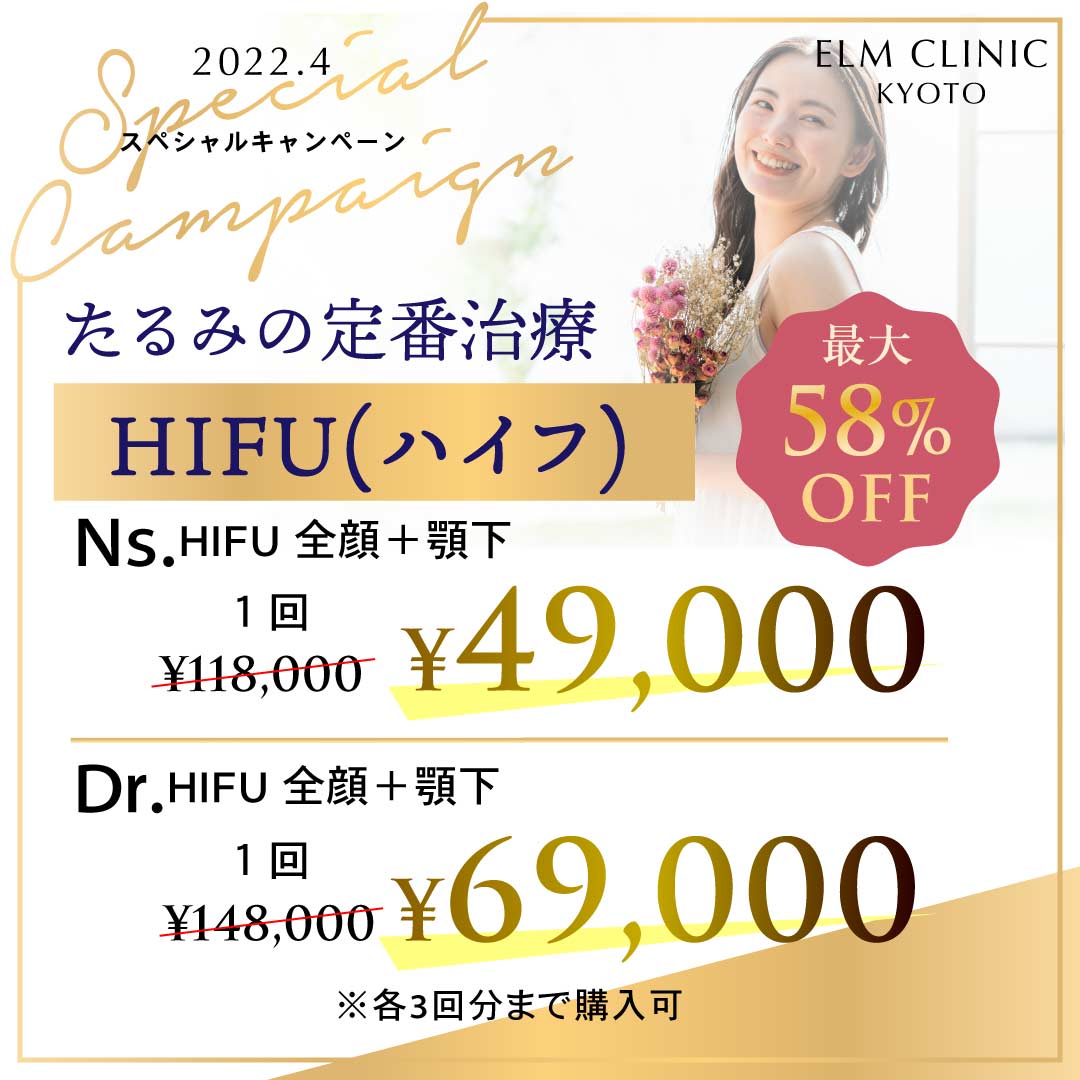 2022.4
Special
スペシャルキャンペーン
Campaign
ELM CLINIC
KYOTO
たるみの定番治療
HIFU(ハイフ)
最大
58%
OFF
Ns.HIFU 全顔＋顎下
1回
¥118,000
¥49,000
Dr.HIFU 全顔＋顎下
1回
¥148,000
¥69,000
※各3回分まで購入可